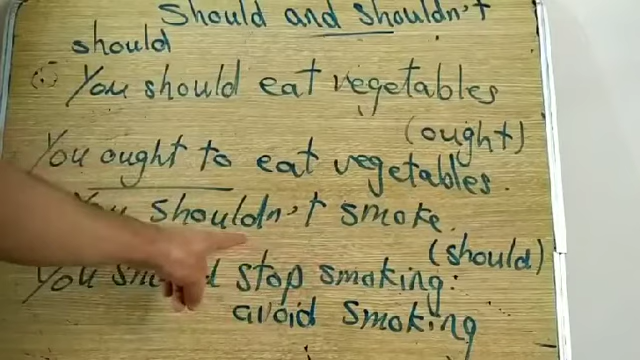 Should and shouldn't
should
You should eat vegetables
(ought)
You ought to eat vegetables.
shouldn't smoke.
(should)
You stop smoking.
avoid smoking